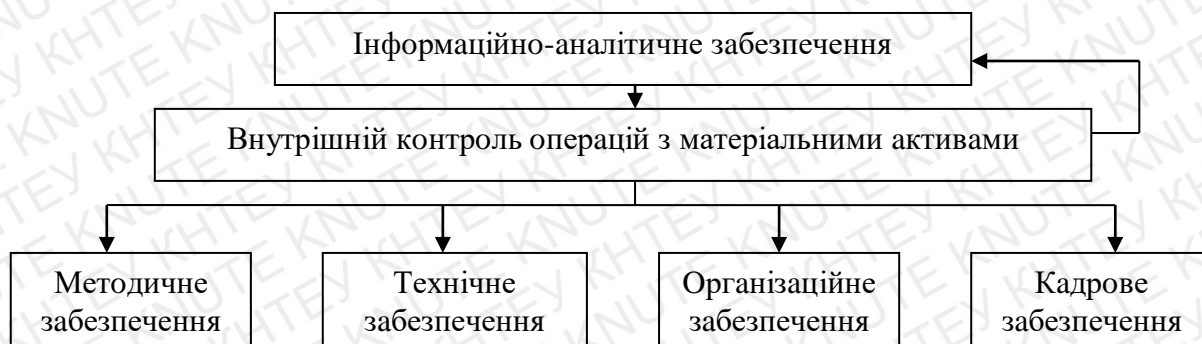 Інформаційно-аналітичне забезпечення
Внутрішній контроль операцій з матеріальними активами
Методичне
забезпечення
Технічне
забезпечення
Організаційне
забезпечення
Кадрове
забезпечення